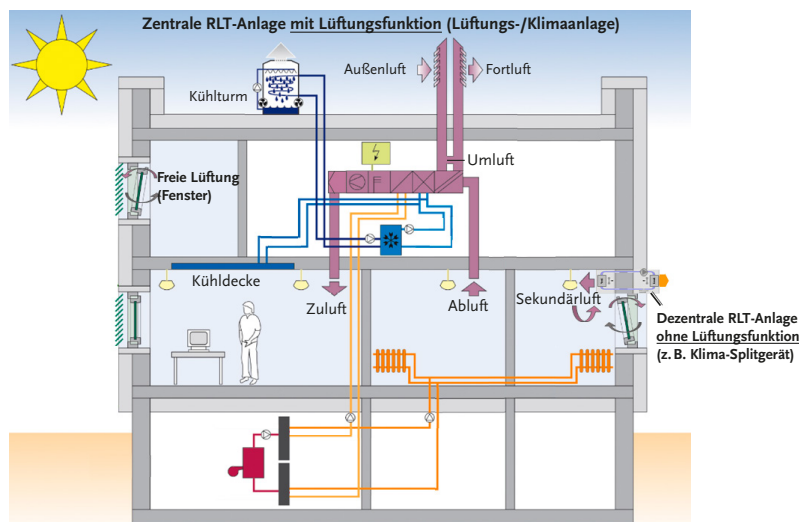 Zentrale RLT-Anlage mit Lüftungsfunktion (Lüftungs-/Klimaanlage)
Außenluft
Fortluft
Kühlturm
Umluft
Freie Lüftung
(Fenster)
Kühldecke
Zuluft
Abluft
Sekundärluft
Dezentrale RLT-Anlage
ohne Lüftungsfunktion
(z. B. Klima-Splitgerät)